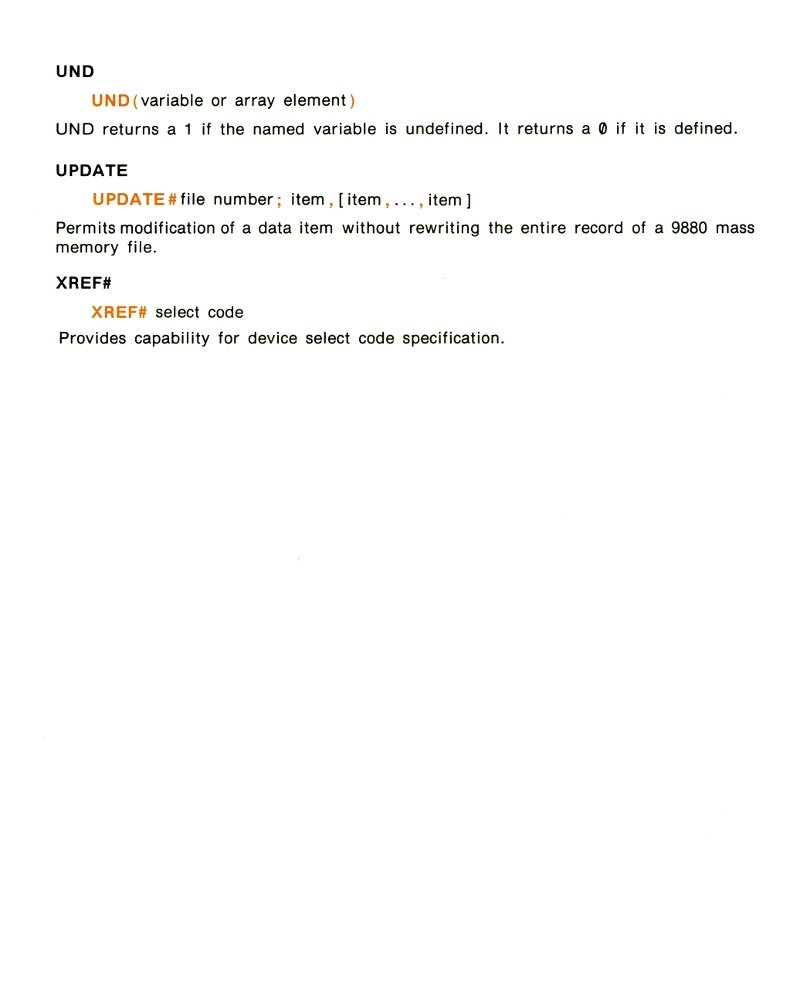 UND
UND(variable or array element)
UND returns a 1 if the named variable is undefined. It returns a 0 if it is defined.
UPDATE
UPDATE#file number; item,[item,...,item]
Permits modification of a data item without rewriting the entire record of a 9880 mass
memory file.
XREF#
XREF# select code
Provides capability for device select code specification.